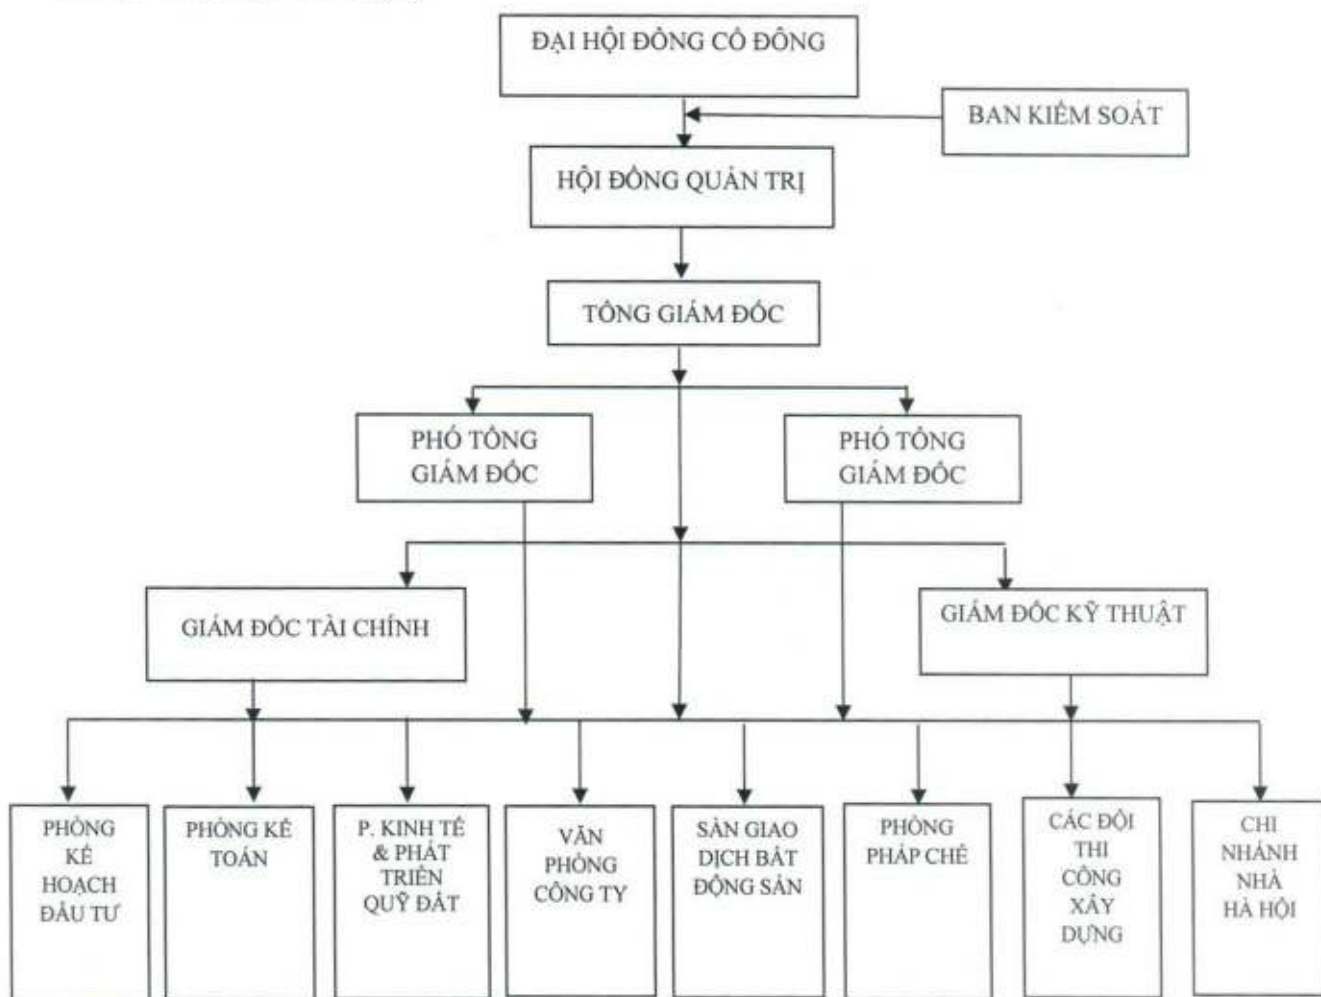 ĐẠI HỘI ĐỒNG CỔ ĐÔNG
BAN KIỂM SOÁT
HỘI ĐỒNG QUẢN TRỊ
TỔNG GIÁM ĐỐC
PHÓ TỔNG
GIÁM ĐỐC
PHÓ TỔNG
GIÁM ĐỐC
GIÁM ĐỐC TÀI CHÍNH
GIÁM ĐỐC KỸ THUẬT
PHÒNG
KẾ
HOẠCH
ĐẦU TƯ
PHÒNG KẾ
TOÁN
P. KINH TẾ
& PHÁT
TRIỂN
QUỸ ĐẤT
VĂN
PHÒNG
CÔNG TY
SÀN GIAO
DỊCH BẤT
ĐỘNG SẢN
PHÒNG
PHÁP CHẾ
CÁC ĐỘI
THI
CÔNG
XÂY
DỰNG
CHI
NHÁNH
NHÀ
HÀ HỘI